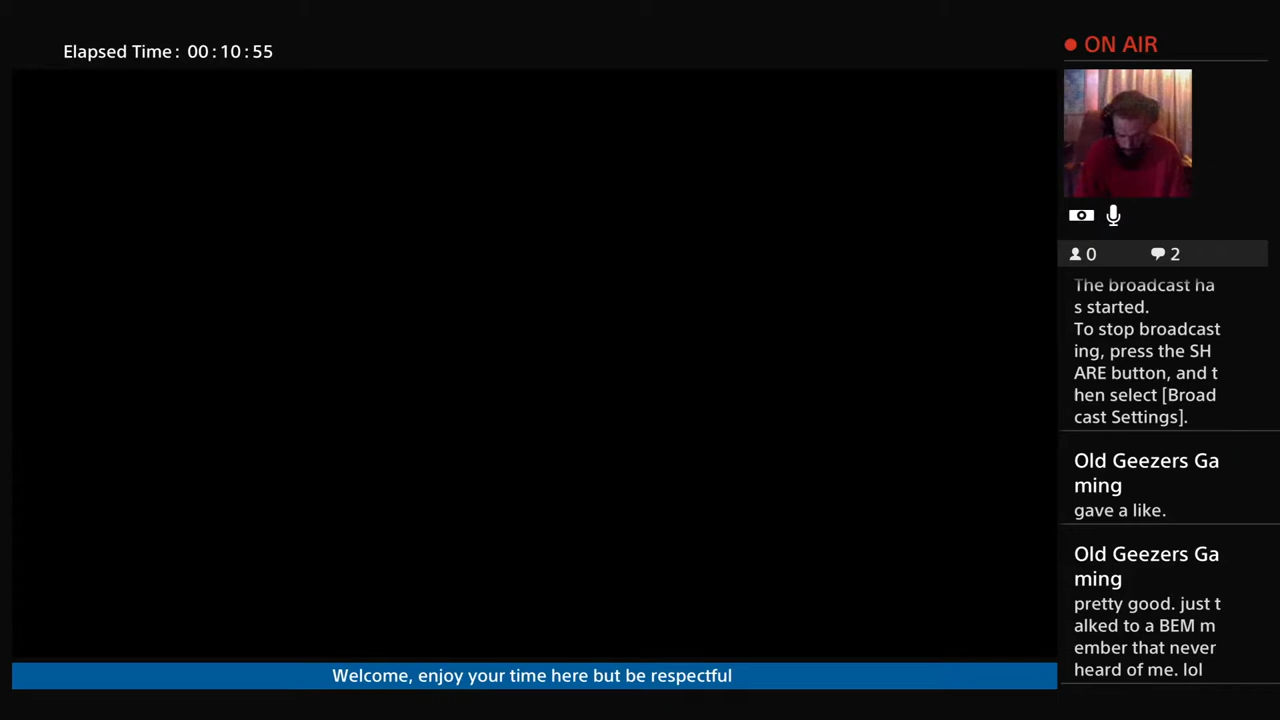 Elapsed Time: 00:10:55
ON AIR
0 2
The broadcast ha
s started.
To stop broadcast
ing, press the SH
ARE button, and t
hen select [Broad
cast Settings].
Old Geezers Ga
ming
gave a like.
Old Geezers Ga
ming
pretty good. just t
alked to a BEM m
ember that never
heard of me. lol
Welcome, enjoy your time here but be respectful